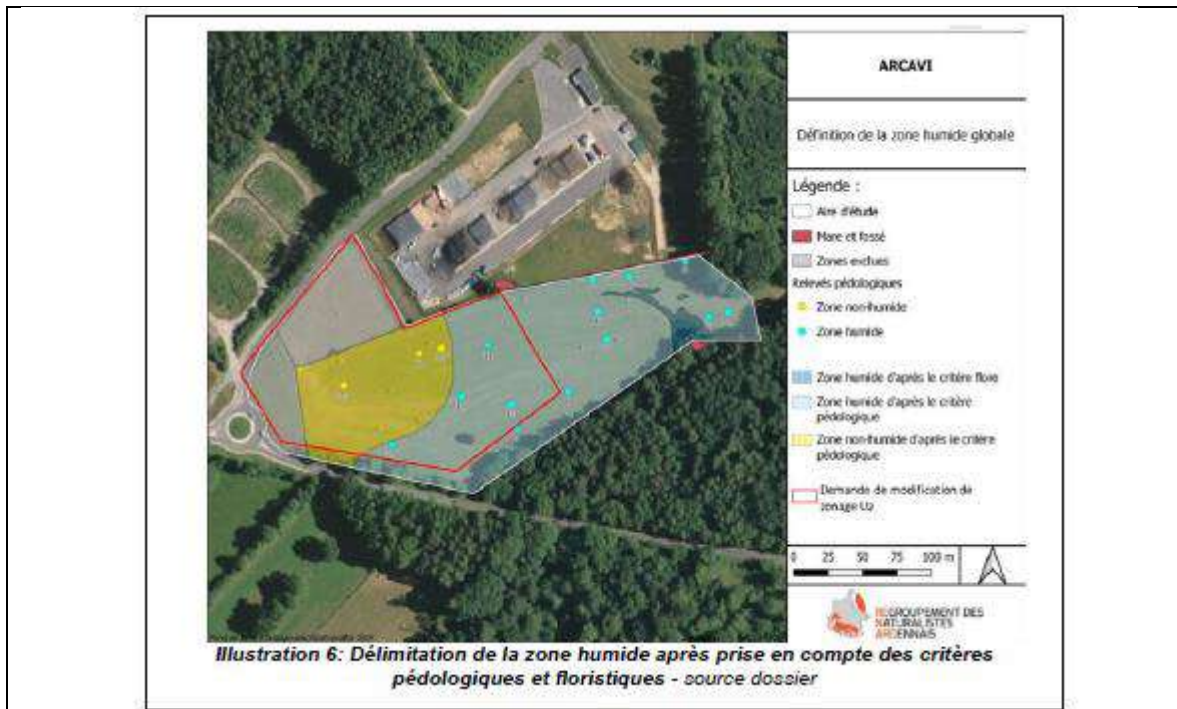 ARCAVI
Définition de la zone humide globale
Légende :
Aire d'étude
Mare et fossé
Zones exclues
Relevés pédologiques
Zone non-humide
Zone humide
Zone humide d'après le critère flore
Zone humide d'après le critère
pédologique
Zone non-humide d'après le critère
pédologique
Demande de modification de
zonage Uz
0 25 50 75 100 m
REGROUPEMENT DES
NATURALISTES
ARDENNAIS
Illustration 6: Délimitation de la zone humide après prise en compte des critères
pédologiques et floristiques - source dossier